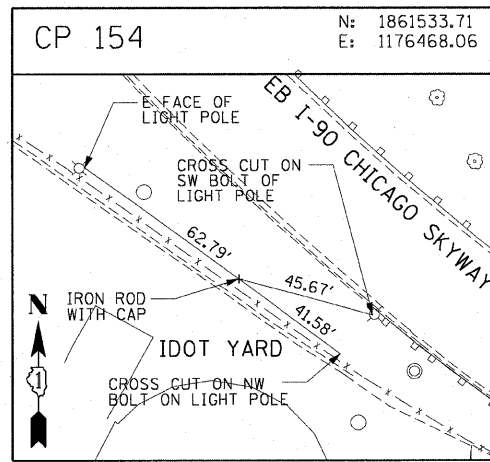 CP 154
N: 1861533.71
E: 1176468.06
E FACE OF
LIGHT POLE
EB I-90 CHICAGO SKYWAY
CROSS CUT ON
SW BOLT OF
LIGHT POLE
62.79'
45.67'
41.58'
IRON ROD
WITH CAP
N
1
IDOT YARD
CROSS CUT ON NW
BOLT ON LIGHT POLE